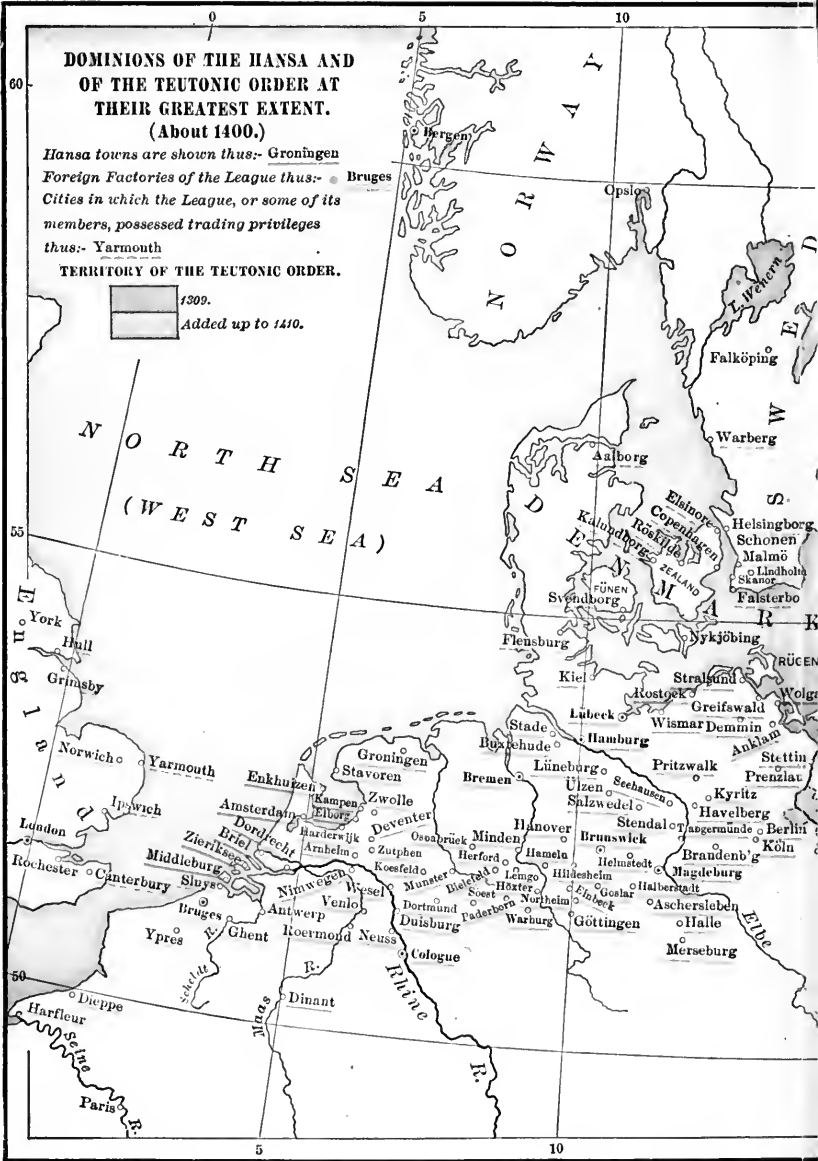 0 5 10
DOMINIONS OF THE HANSA AND
OF THE TEUTONIC ORDER AT
THEIR GREATEST EXTENT.
(About 1400.)
Hansa towns are shown thus:- Groningen
Foreign Factories of the League thus:- Bruges
Cities in which the League, or some of its
members, possessed trading privileges
thus:- Yarmouth
TERRITORY OF THE TEUTONIC ORDER.
1309.
Added up to 1410.
60
Bergen
NORWAY
Opslo
L. Wehern
SWED
Falköping
NORTH SEA
(WEST SEA)
Warberg
Aalborg
DENMARK
Elsinore
Copenhagen
Kalundborg
Röskilde
ZEALAND
Helsingborg
Schonen
Malmö
Lindholm
Skanor
Falsterbo
55
England
York
Hull
Grimsby
FÜNEN
Svendborg
Flensburg
Nykjöbing
RÜGEN
Kiel
Stralsund
Rostock
Greifswald
Wolga
Lübeck
Wismar
Demmin
Anklam
Stade
Hamburg
Buxtehude
Norwich
Yarmouth
Groningen
Stavoren
Enkhuizen
Bremen
Lüneburg
Pritzwalk
Stettin
Prenzlau
Ipswich
Amsterdam
Kampen
Elborg
Zwolle
Ülzen
Seehausen
Kyritz
Salzwedel
Havelberg
London
Dordrecht
Harderwijk
Deventer
Osnabrück
Minden
Hanover
Stendal
Tangermünde
Berlin
Briel
Arnheim
Zutphen
Herford
Hameln
Brunswick
Köln
Zieriksee
Koesfeld
Helmstedt
Brandenb'g
Rochester
Canterbury
Middleburg
Nimwegen
Wesel
Munster
Bielefeld
Lemgo
Hildesheim
Magdeburg
Sluys
Venlo
Dortmund
Soest
Höxter
Einbeck
Goslar
Halberstadt
Bruges
Antwerp
Duisburg
Paderborn
Northeim
Aschersleben
Ypres
Ghent
Roermond
Neuss
Warburg
Göttingen
Halle
Merseburg
Elbe
Scheldt R.
Cologne
50
Maas R.
Dinant
Rhine R.
Dieppe
Harfleur
Seine R.
Paris
5 10